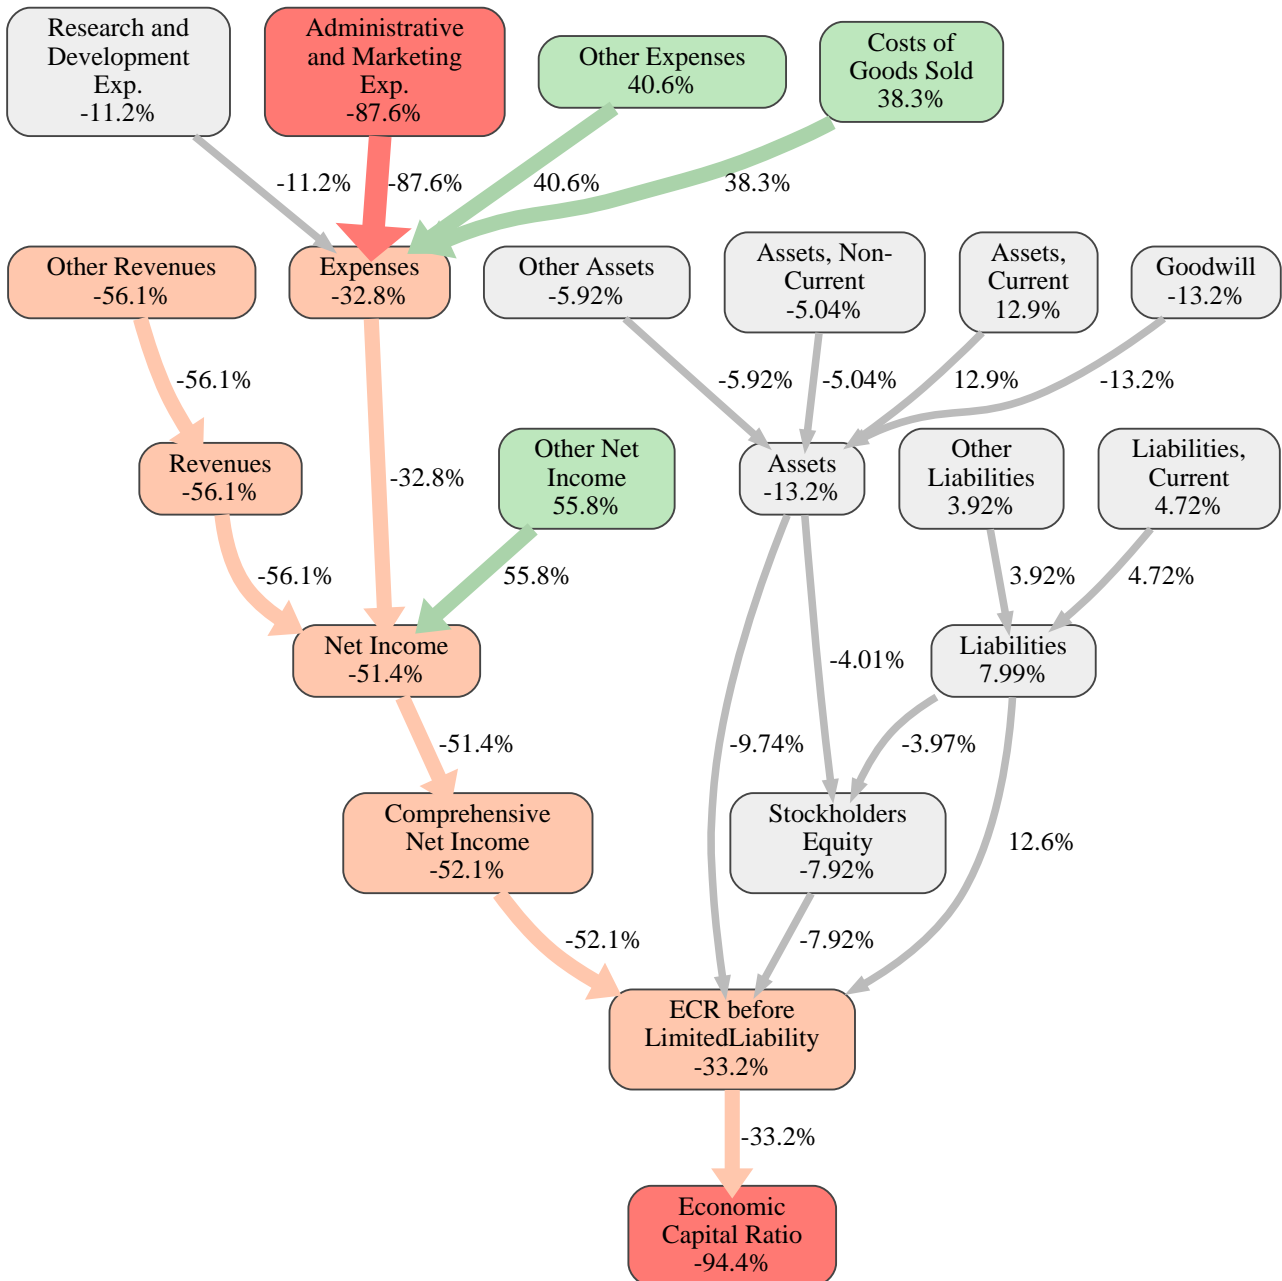 Research and
Development
Exp.
-11.2%
Administrative
and Marketing
Exp.
-87.6%
Other Expenses
40.6%
Costs of
Goods Sold
38.3%
-11.2%
-87.6%
40.6%
38.3%
Other Revenues
-56.1%
Expenses
-32.8%
Other Assets
-5.92%
Assets, Non-
Current
-5.04%
Assets,
Current
12.9%
Goodwill
-13.2%
-56.1%
-5.92%
-5.04%
12.9%
-13.2%
Revenues
-56.1%
-32.8%
Other Net
Income
55.8%
Assets
-13.2%
Other
Liabilities
3.92%
Liabilities,
Current
4.72%
-56.1%
55.8%
3.92%
4.72%
Net Income
-51.4%
-4.01%
Liabilities
7.99%
-51.4%
-9.74%
-3.97%
Comprehensive
Net Income
-52.1%
Stockholders
Equity
-7.92%
12.6%
-52.1%
-7.92%
ECR before
LimitedLiability
-33.2%
-33.2%
Economic
Capital Ratio
-94.4%